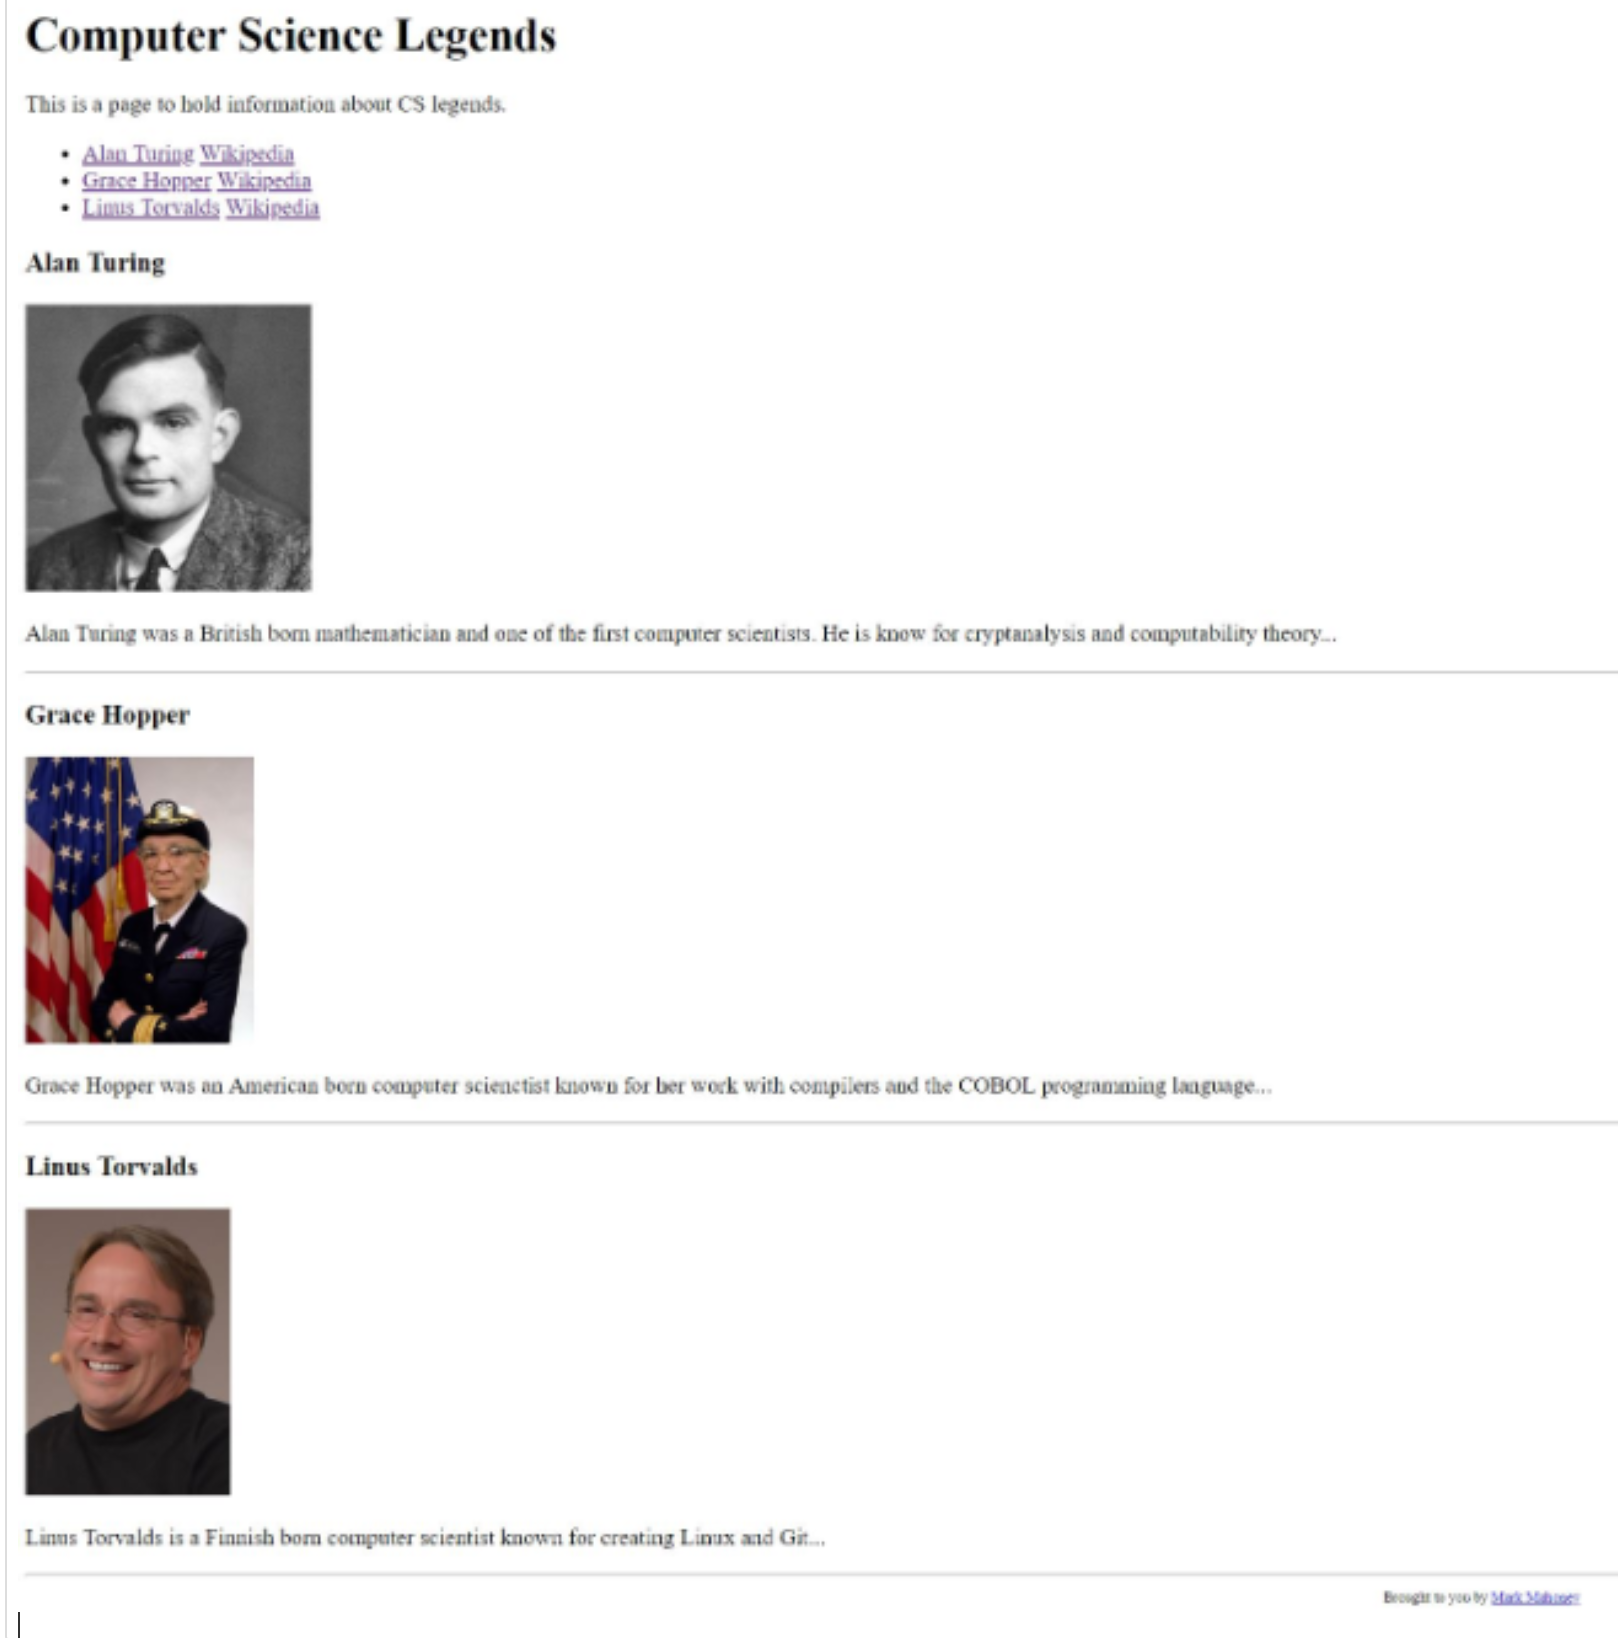 Computer Science Legends
This is a page to hold information about CS legends.
• Alan Turing Wikipedia
• Grace Hopper Wikipedia
• Linus Torvalds Wikipedia
Alan Turing
Alan Turing was a British born mathematician and one of the first computer scientists. He is know for cryptanalysis and computability theory...
Grace Hopper
Grace Hopper was an American born computer scienctist known for her work with compilers and the COBOL programming language...
Linus Torvalds
Linus Torvalds is a Finnish born computer scientist known for creating Linux and Git...
Brought to you by Mark Mahoney